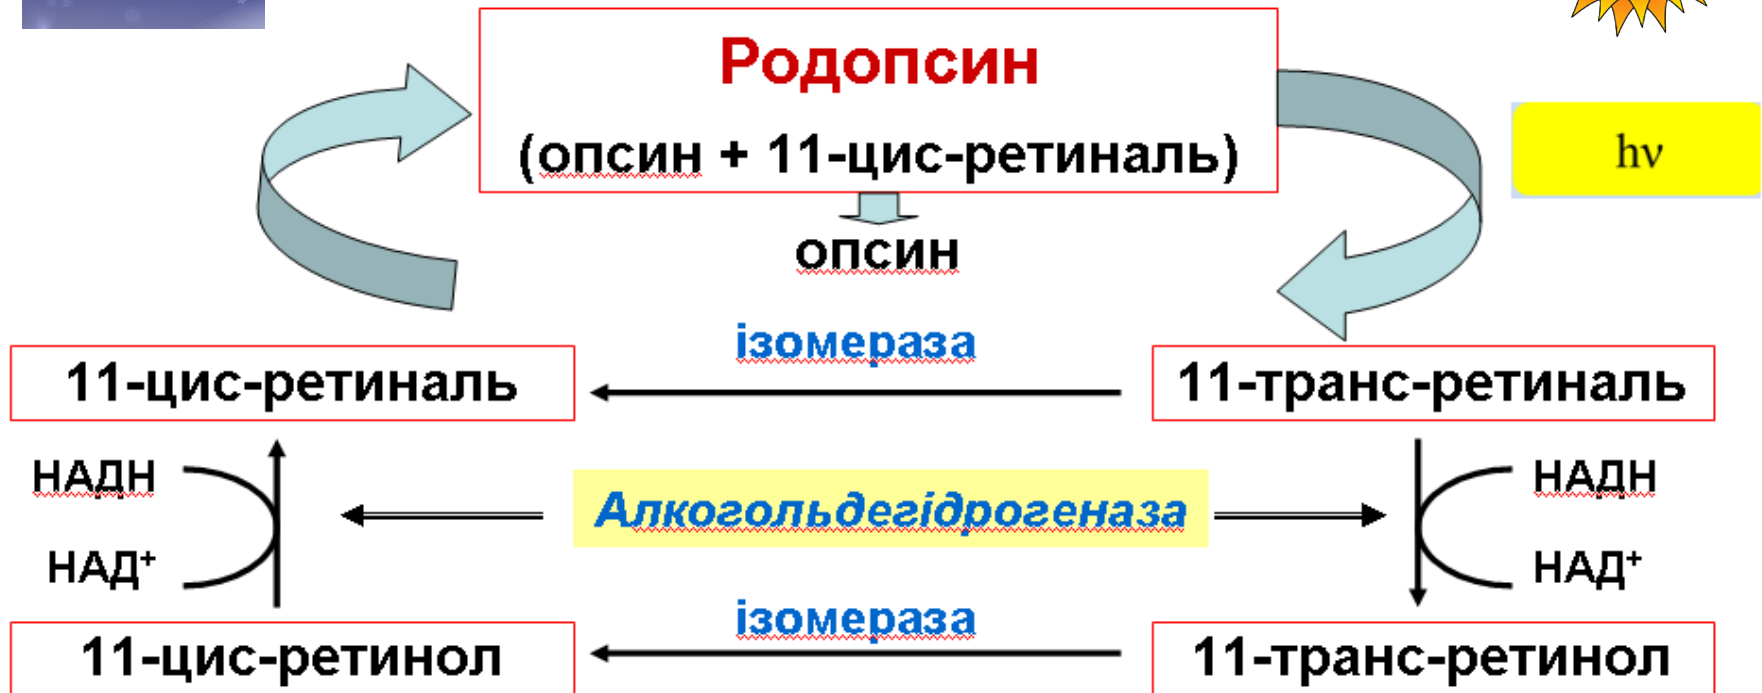 Родопсин
(опсин + 11-цис-ретиналь)
hν
опсин
ізомераза
11-цис-ретиналь
11-транс-ретиналь
НАДН
НАДН
Алкогольдегідрогеназа
НАД⁺
НАД⁺
ізомераза
11-цис-ретинол
11-транс-ретинол